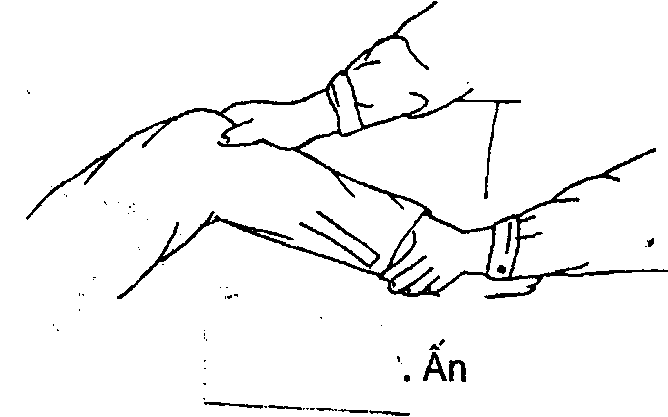 . Ấn